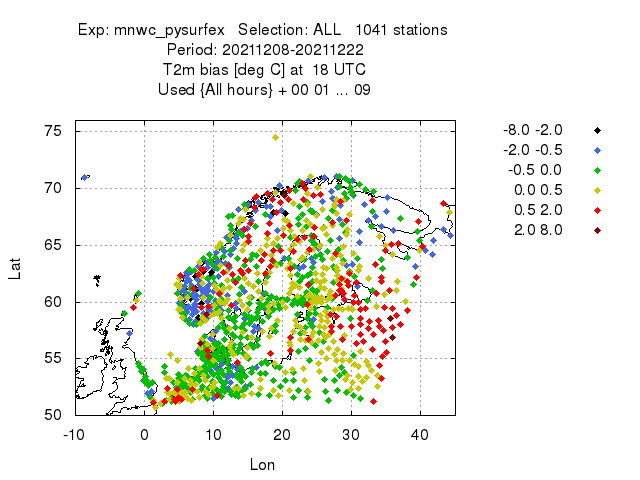 Exp: mnwc_pysurfex   Selection: ALL   1041 stations
Period: 20211208-20211222
T2m bias [deg C] at  18 UTC
Used {All hours} + 00 01 ... 09
75
70
65
60
55
50
-10 0 10 20 30 40
Lat
Lon
-8.0 -2.0
-2.0 -0.5
-0.5 0.0
0.0 0.5
0.5 2.0
2.0 8.0